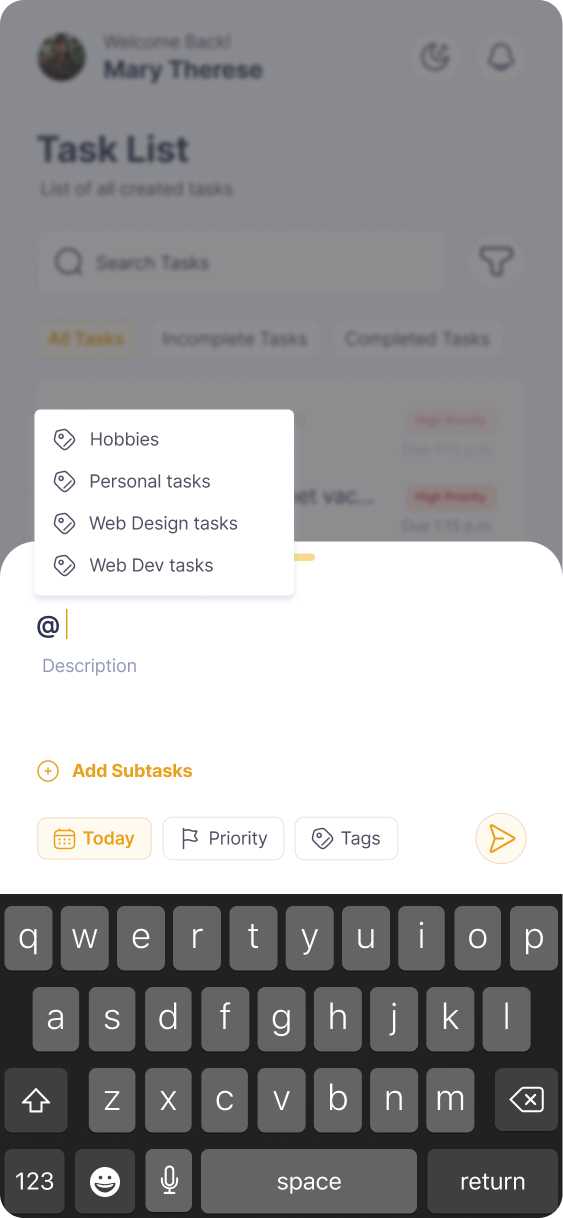 Welcome Back!
Mary Therese
Task List
List of all created tasks
Search Tasks
All Tasks Incomplete Tasks Completed Tasks
High Priority
Due 1:15 p.m.
Hobbies
Personal tasks
pet vac... High Priority
Web Design tasks
Due 1:15 p.m.
Web Dev tasks
@
Description
Add Subtasks
Today Priority Tags
q w e r t y u i o p
a s d f g h j k l
z x c v b n m
123 space return